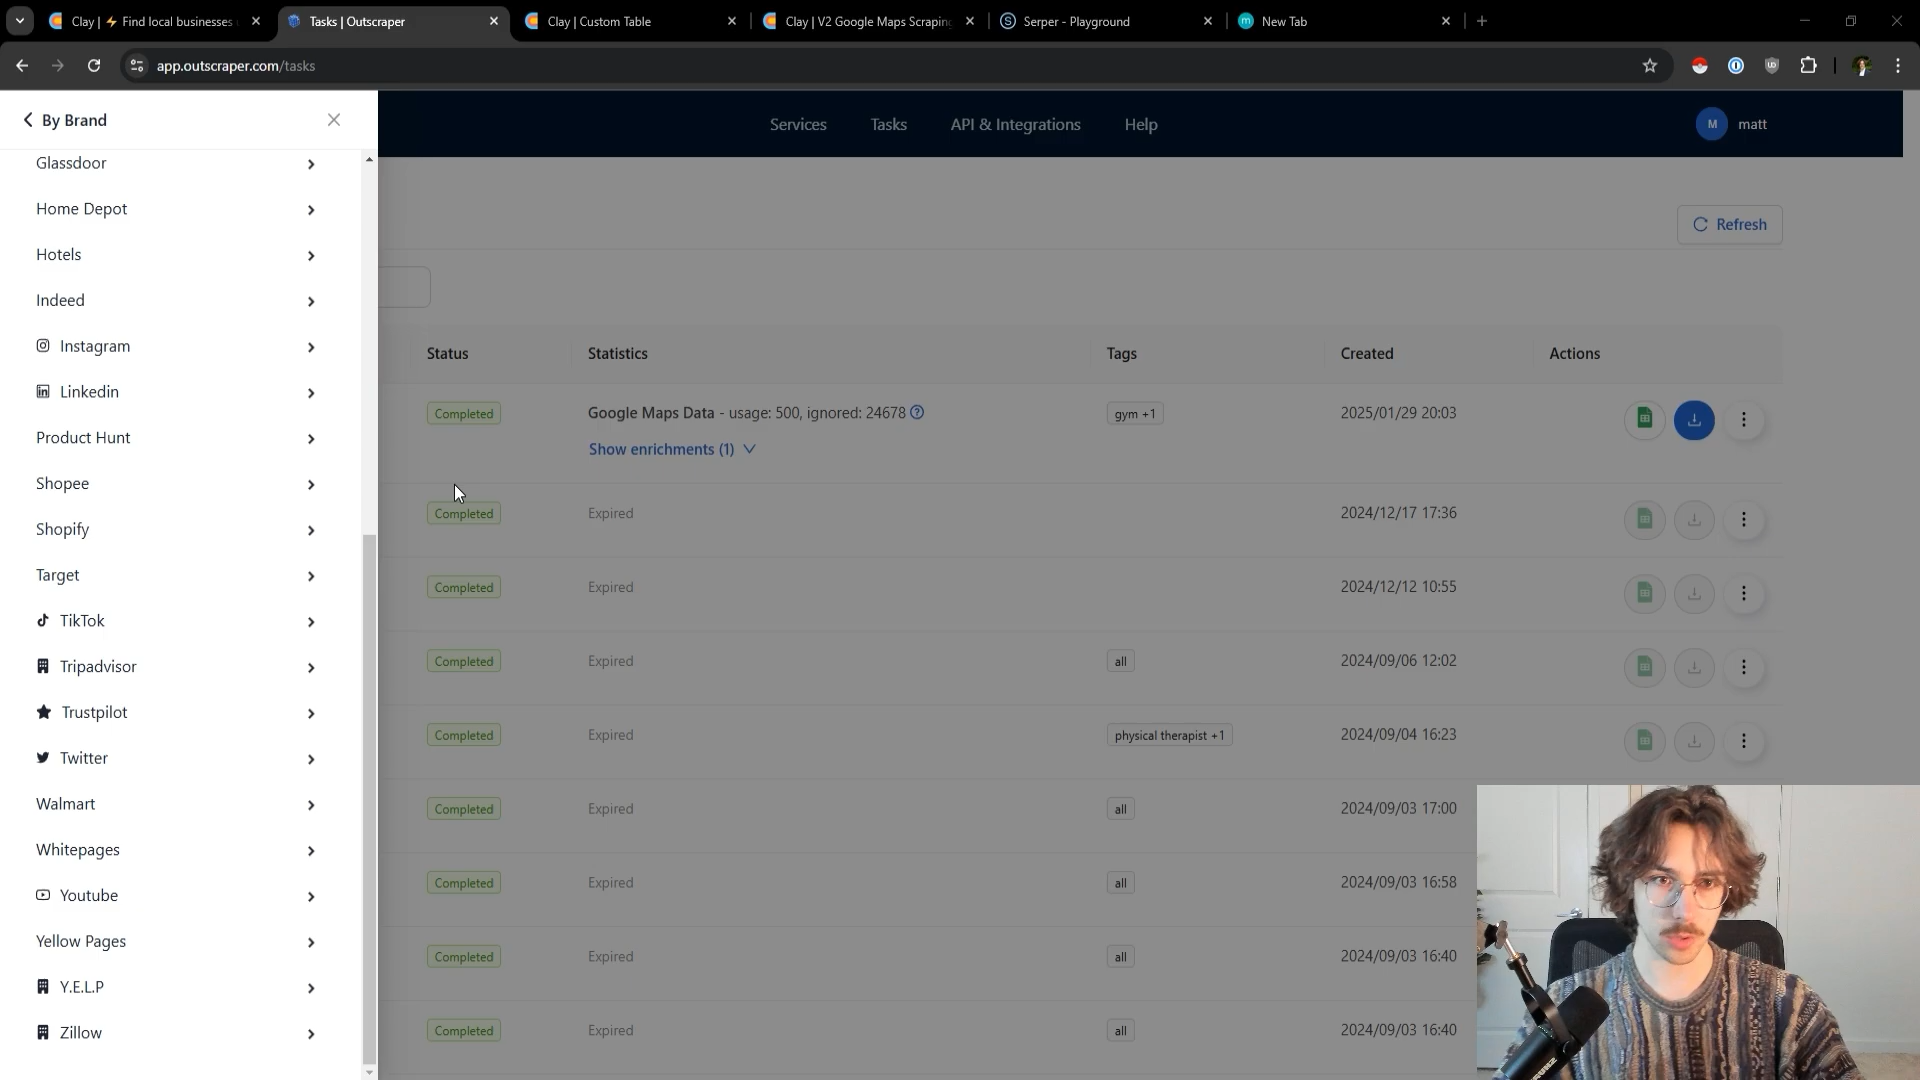 Clay | ⚡ Find local businesses
Tasks | Outscraper
Clay | Custom Table
Clay | V2 Google Maps Scraping
Serper - Playground
New Tab
app.outscraper.com/tasks
By Brand
Services
Tasks
API & Integrations
Help
M
matt
Glassdoor
Home Depot
Hotels
Indeed
Instagram
Linkedin
Product Hunt
Shopee
Shopify
Target
TikTok
Tripadvisor
Trustpilot
Twitter
Walmart
Whitepages
Youtube
Yellow Pages
Y.E.L.P
Zillow
Refresh
Status
Statistics
Tags
Created
Actions
Completed
Google Maps Data - usage: 500, ignored: 24678
Show enrichments (1)
gym +1
2025/01/29 20:03
Completed
Expired
2024/12/17 17:36
Completed
Expired
2024/12/12 10:55
Completed
Expired
all
2024/09/06 12:02
Completed
Expired
physical therapist +1
2024/09/04 16:23
Completed
Expired
all
2024/09/03 17:00
Completed
Expired
all
2024/09/03 16:58
Completed
Expired
all
2024/09/03 16:40
Completed
Expired
all
2024/09/03 16:40